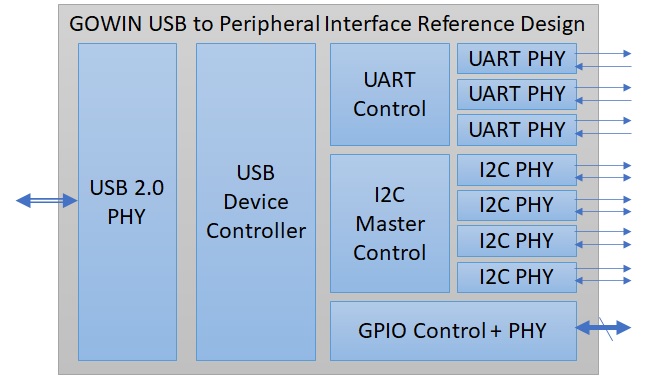 GOWIN USB to Peripheral Interface Reference Design
USB 2.0
PHY
USB
Device
Controller
UART
Control
UART PHY
UART PHY
UART PHY
I2C
Master
Control
I2C PHY
I2C PHY
I2C PHY
I2C PHY
GPIO Control + PHY